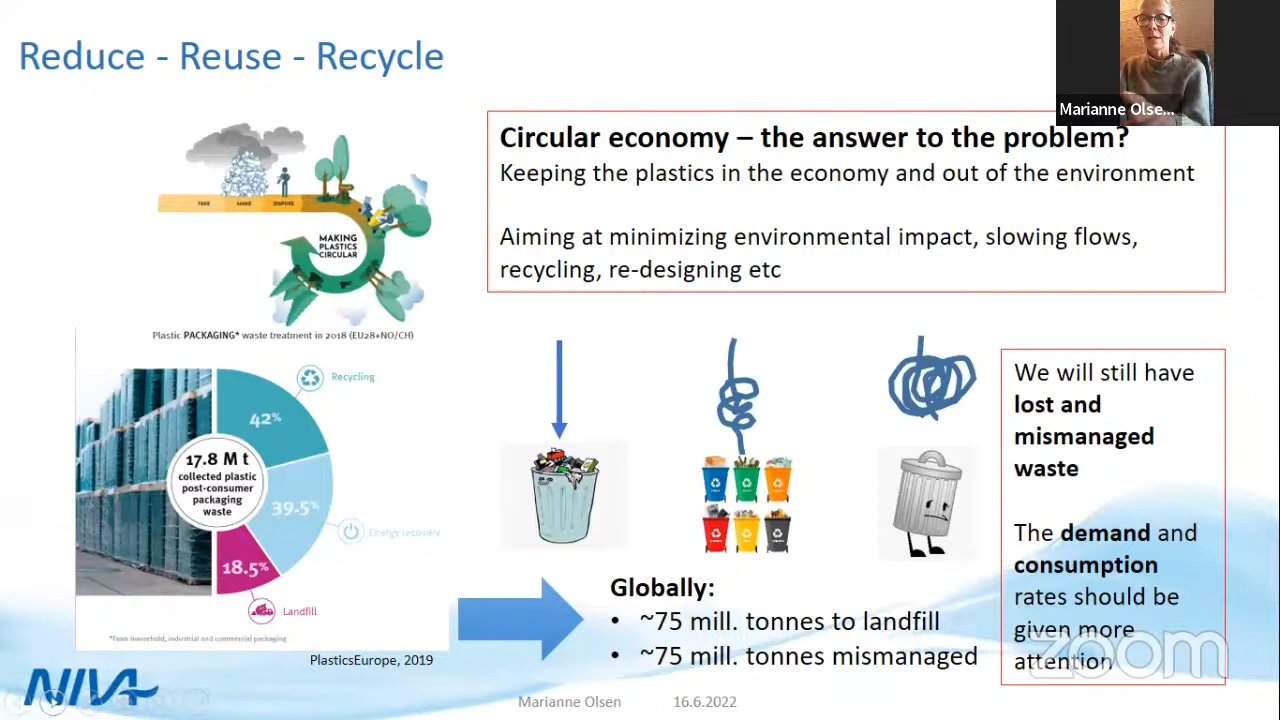 Reduce - Reuse - Recycle
Marianne Olse...
Circular economy – the answer to the problem?
Keeping the plastics in the economy and out of the environment
Aiming at minimizing environmental impact, slowing flows,
recycling, re-designing etc
TAKE MAKE DISPOSE
MAKING
PLASTICS
CIRCULAR
Plastic PACKAGING* waste treatment in 2018 (EU28+NO/CH)
Recycling
42%
17.8 M t
collected plastic
post-consumer
packaging
waste
39.5%
Energy recovery
18.5%
Landfill
*From household, industrial and commercial packaging
PlasticsEurope, 2019
Globally:
• ~75 mill. tonnes to landfill
• ~75 mill. tonnes mismanaged
We will still have
lost and
mismanaged
waste
The demand and
consumption
rates should be
given more
attention
zoom
NIVA
Marianne Olsen 16.6.2022